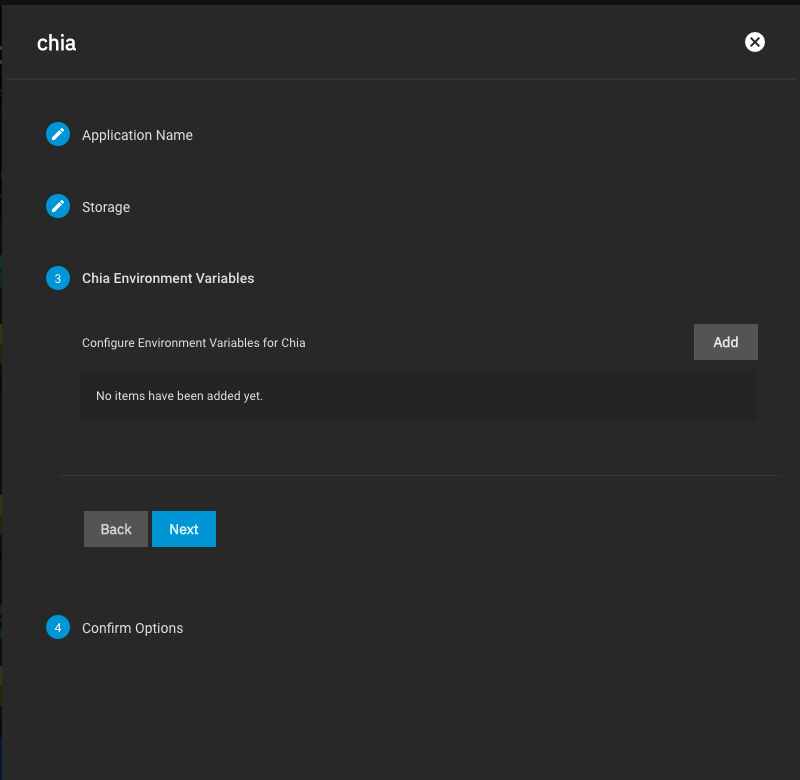 chia
Application Name
Storage
3 Chia Environment Variables
Configure Environment Variables for Chia
Add
No items have been added yet.
Back Next
4 Confirm Options